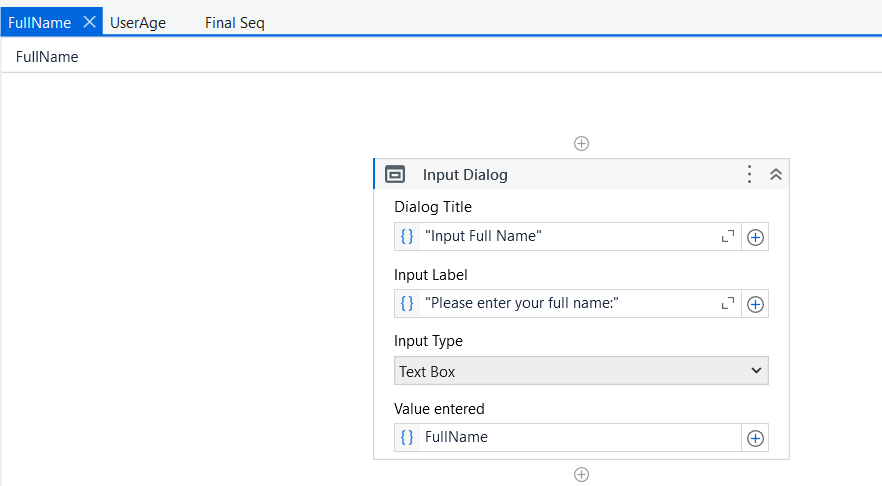 FullName UserAge Final Seq
FullName
Input Dialog
Dialog Title
{} "Input Full Name"
Input Label
{} "Please enter your full name:"
Input Type
Text Box
Value entered
{} FullName